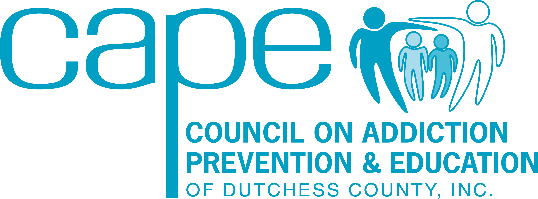 cape
COUNCIL ON ADDICTION
PREVENTION & EDUCATION
OF DUTCHESS COUNTY, INC.